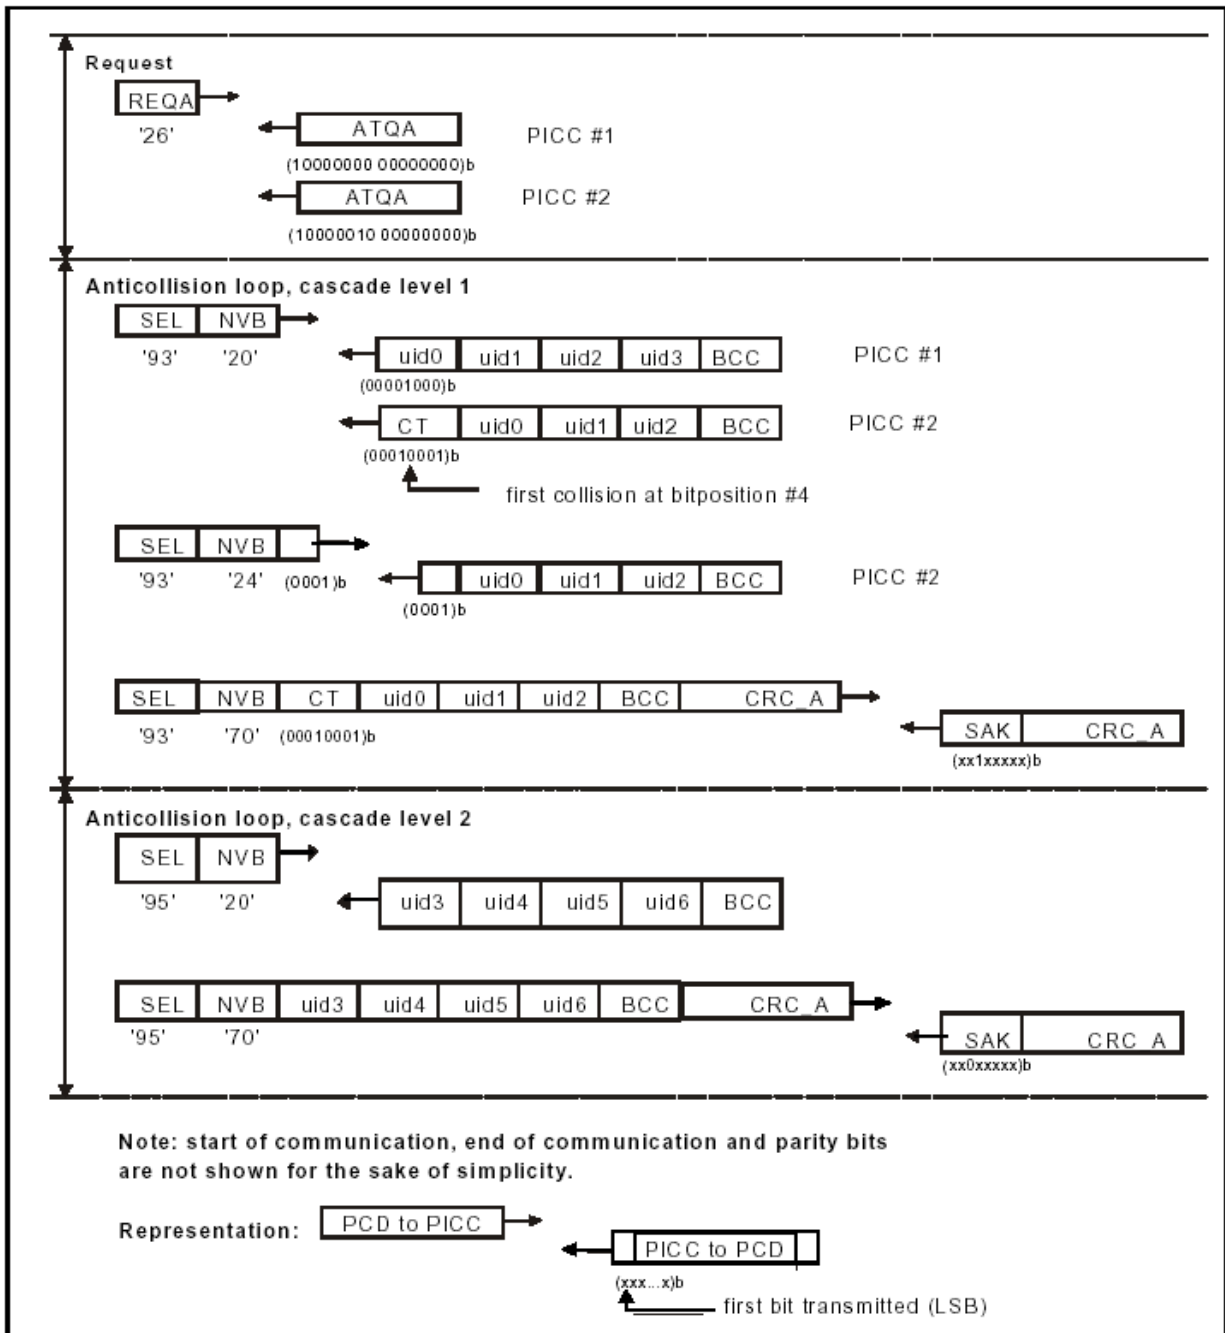 Request
REQA
'26'
ATQA PICC #1
(10000000 00000000)b
ATQA PICC #2
(10000010 00000000)b
Anticollision loop, cascade level 1
SEL NVB
'93' '20'
uid0 uid1 uid2 uid3 BCC PICC #1
(00001000)b
CT uid0 uid1 uid2 BCC PICC #2
(00010001)b
first collision at bitposition #4
SEL NVB
'93' '24' (0001)b
uid0 uid1 uid2 BCC PICC #2
(0001)b
SEL NVB CT uid0 uid1 uid2 BCC CRC_A
'93' '70' (00010001)b
SAK CRC_A
(xx1xxxxx)b
Anticollision loop, cascade level 2
SEL NVB
'95' '20'
uid3 uid4 uid5 uid6 BCC
SEL NVB uid3 uid4 uid5 uid6 BCC CRC_A
'95' '70'
SAK CRC_A
(xx0xxxxx)b
Note: start of communication, end of communication and parity bits
are not shown for the sake of simplicity.
Representation: PCD to PICC
PICC to PCD
(xxx...x)b
first bit transmitted (LSB)